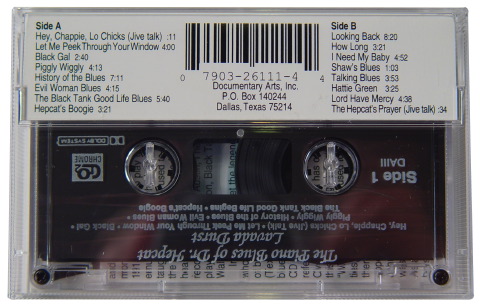 Side A
Hey, Chappie, Lo Chicks (Jive talk) :11
Let Me Peek Through Your Window 4:00
Black Gal 2:40
Piggly Wiggly 4:13
History of the Blues 7:11
Evil Woman Blues 4:15
The Black Tank Good Life Blues 5:40
Hepcat's Boogie 3:21
0 7903-26111-4 4
Documentary Arts, Inc.
P.O. Box 140244
Dallas, Texas 75214
Side B
Looking Back 8:20
How Long 3:21
I Need My Baby 4:52
Shaw's Blues 1:03
Talking Blues 3:53
Hattie Green 3:25
Lord Have Mercy 4:38
The Hepcat's Prayer (Jive talk) :34
The Piano Blues of Dr. Hepcat
Lavada Durst
Hey, Chappie, Lo Chicks (Jive Talk) · Let Me Peek Through Your Window · Black Gal ·
Piggly Wiggly · History of the Blues · Evil Woman Blues
The Black Tank Good Life Begins · Hepcat's Boogie
Side 1
DAIII
DOLBY SYSTEM
CHROME